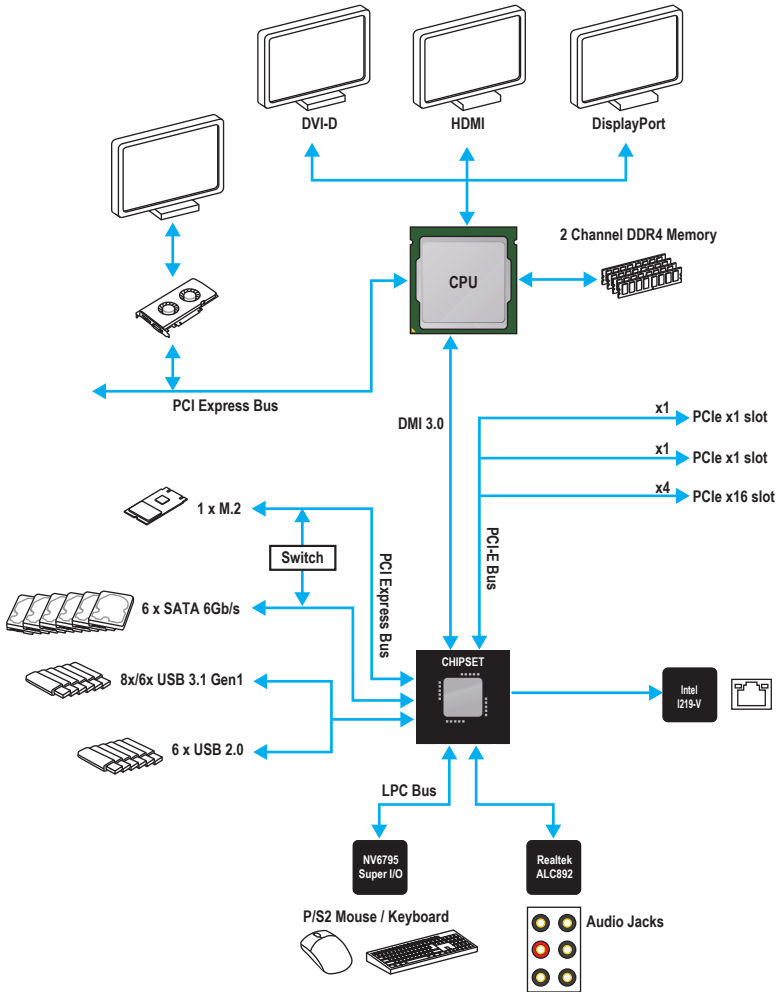 DVI-D
HDMI
DisplayPort
2 Channel DDR4 Memory
CPU
PCI Express Bus
DMI 3.0
x1
PCIe x1 slot
x1
PCIe x1 slot
x4
PCIe x16 slot
1 x M.2
Switch
PCI Express Bus
PCI-E Bus
6 x SATA 6Gb/s
CHIPSET
8x/6x USB 3.1 Gen1
Intel
I219-V
6 x USB 2.0
LPC Bus
NV6795
Super I/O
Realtek
ALC892
P/S2 Mouse / Keyboard
Audio Jacks